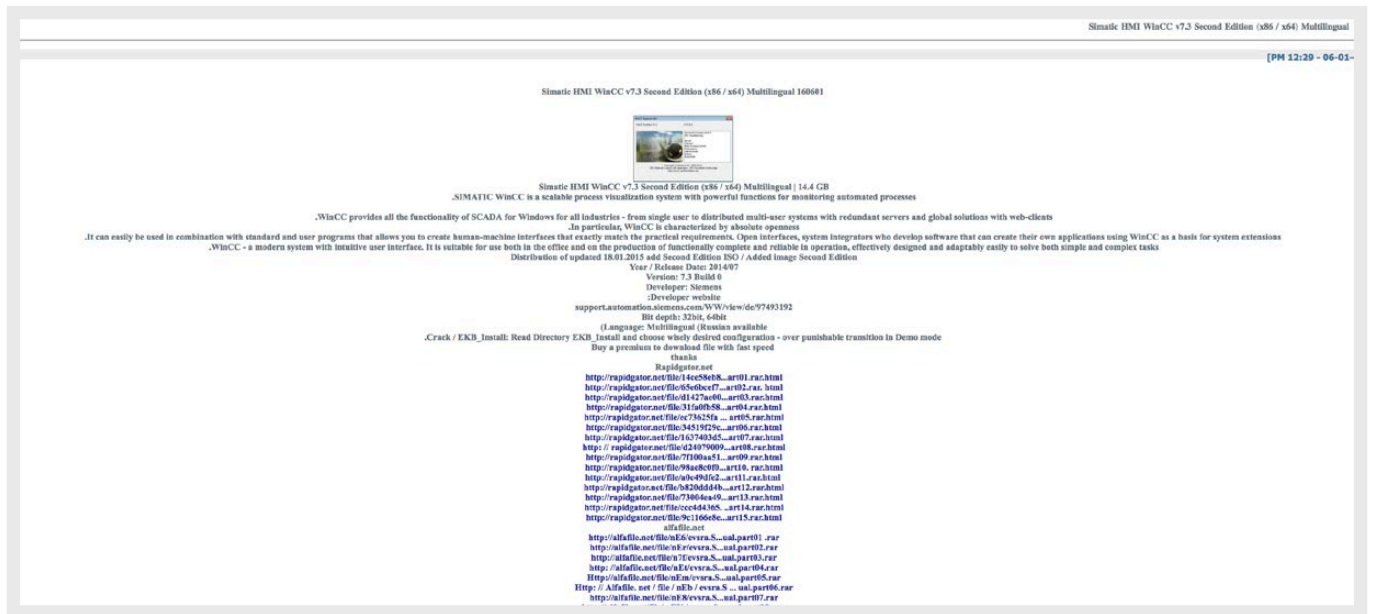 Simatic HMI WinCC v7.3 Second Edition (x86 / x64) Multilingual
[PM 12:29 - 06-01-
Simatic HMI WinCC v7.3 Second Edition (x86 / x64) Multilingual 160601
Simatic HMI WinCC v7.3 Second Edition (x86 / x64) Multilingual | 14.4 GB
.SIMATIC WinCC is a scalable process visualization system with powerful functions for monitoring automated processes
.WinCC provides all the functionality of SCADA for Windows for all industries - from single user to distributed multi-user systems with redundant servers and global solutions with web-clients
.In particular, WinCC is characterized by absolute openness
.It can easily be used in combination with standard and user programs that allows you to create human-machine interfaces that exactly match the practical requirements. Open interfaces, system integrators who develop software that can create their own applications using WinCC as a basis for system extensions
.WinCC - a modern system with intuitive user interface. It is suitable for use both in the office and on the production of functionally complete and reliable in operation, effectively designed and adaptably easily to solve both simple and complex tasks
Distribution of updated 18.01.2015 add Second Edition ISO / Added image Second Edition
Year / Release Date: 2014/07
Version: 7.3 Build 0
Developer: Siemens
:Developer website
support.automation.siemens.com/WW/view/de/97493192
Bit depth: 32bit, 64bit
(Language: Multilingual (Russian available
.Crack / EKB_Install: Read Directory EKB_Install and choose wisely desired configuration - over punishable transition in Demo mode
Buy a premium to download file with fast speed
thanks
Rapidgator.net
http://rapidgator.net/file/14ce58eb8...art01.rar.html
http://rapidgator.net/file/65e6bcef7...art02.rar. html
http://rapidgator.net/file/d1427ae00...art03.rar.html
http://rapidgator.net/file/31fa0fb58...art04.rar.html
http://rapidgator.net/file/ec73625fa ... art05.rar.html
http://rapidgator.net/file/34519f29c...art06.rar.html
http://rapidgator.net/file/1637403d5...art07.rar.html
http: // rapidgator.net/file/d24079009...art08.rar.html
http://rapidgator.net/file/7f100aa51...art09.rar.html
http://rapidgator.net/file/98ae8c0f0...art10. rar.html
http://rapidgator.net/file/a0c49dfe2...art11.rar.html
http://rapidgator.net/file/b820ddd4b...art12.rar.html
http://rapidgator.net/file/73004ea49...art13.rar.html
http://rapidgator.net/file/ccc4d4365. ..art14.rar.html
http://rapidgator.net/file/9c1166e8e...art15.rar.html
alfafile.net
http://alfafile.net/file/nE6/evsra.S...ual.part01 .rar
http://alfafile.net/file/nEr/evsra.S...ual.part02.rar
http://alfafile.net/file/n7f/evsra.S...ual.part03.rar
http: //alfafile.net/file/nEt/evsra.S...ual.part04.rar
Http://alfafile.net/file/nEm/evsra.S...ual.part05.rar
Http: // Alfafile. net / file / nEb / evsra.S ... ual.part06.rar
http://alfafile.net/file/nE8/evsra.S...ual.part07.rar